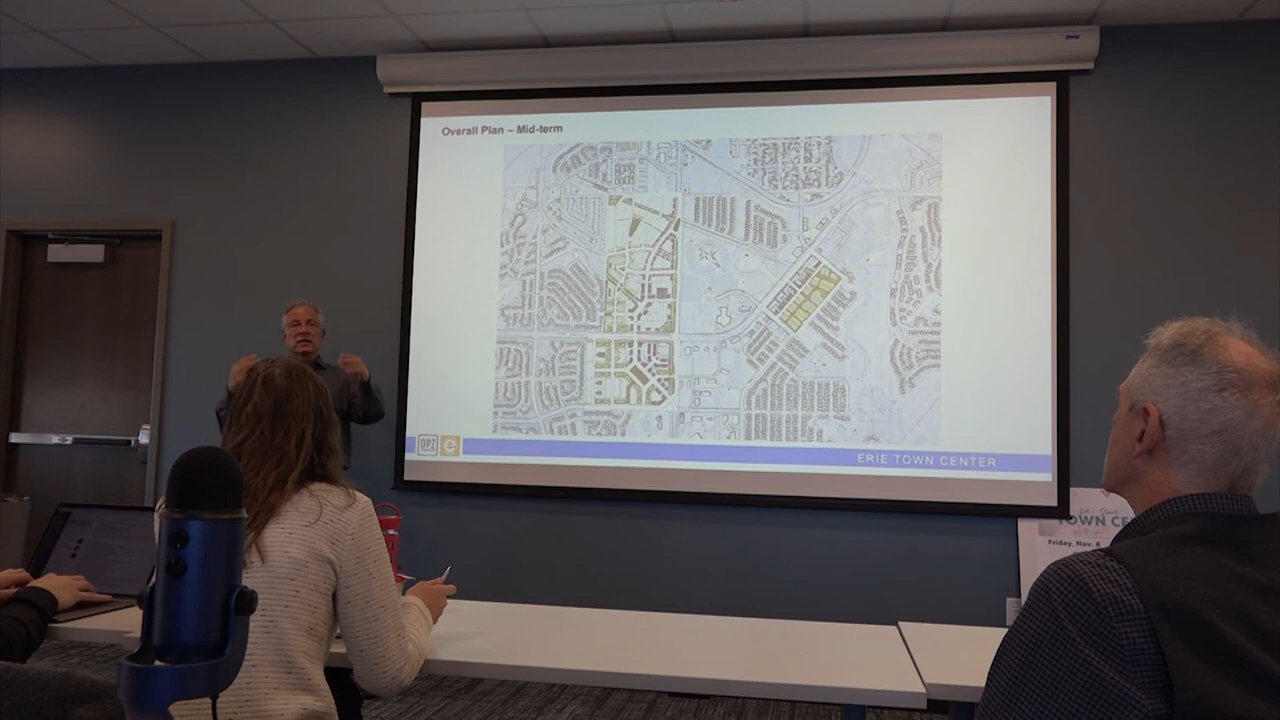 Overall Plan – Mid-term
DPZ
e
ERIE TOWN CENTER
TOWN CE
Friday, Nov. 8